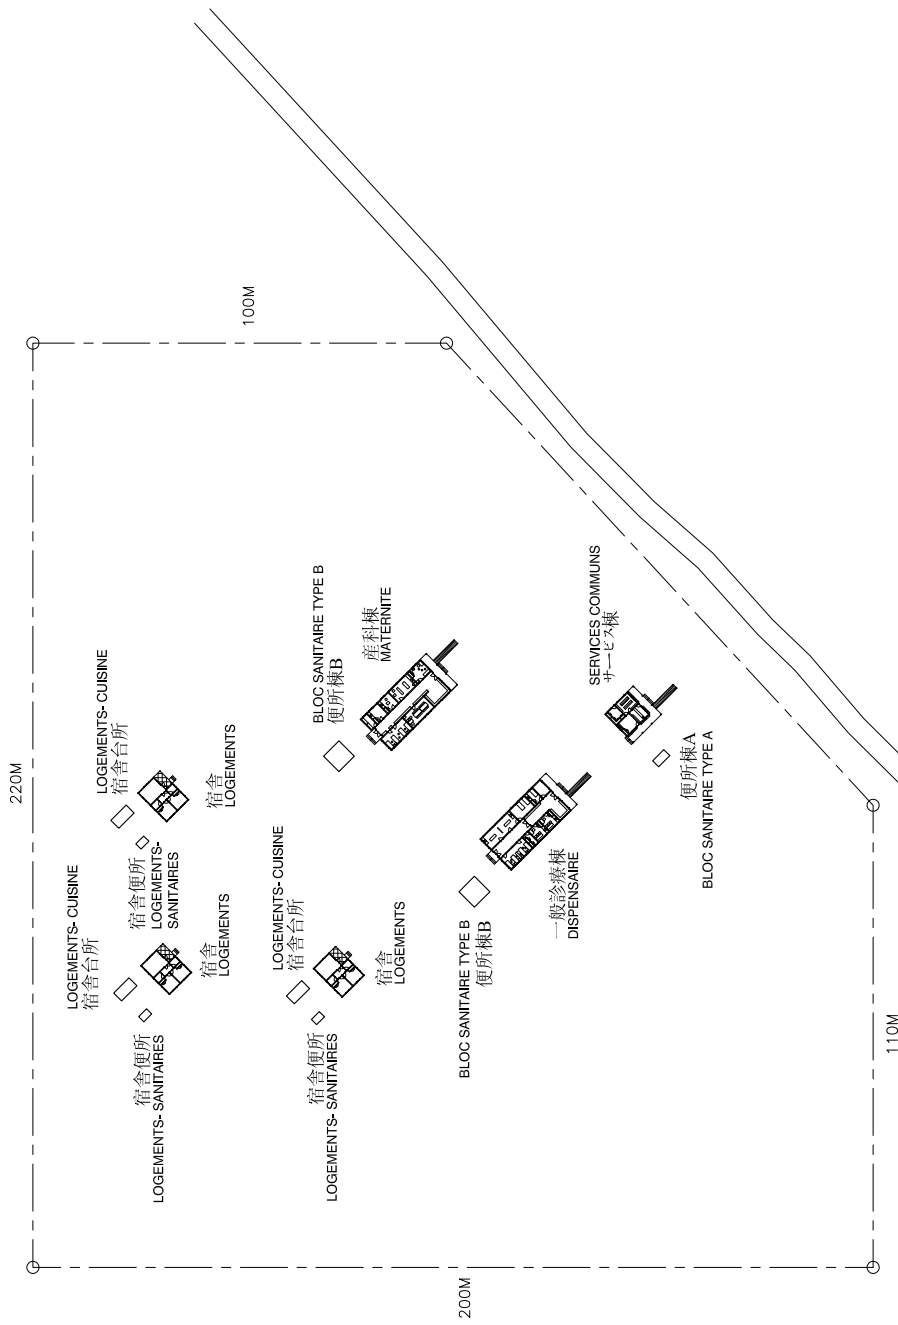 220M
100M
LOGEMENTS- CUISINE
宿舎台所
宿舎
LOGEMENTS
宿舎便所
LOGEMENTS-
SANITAIRES
LOGEMENTS- CUISINE
宿舎台所
宿舎
LOGEMENTS
宿舎便所
LOGEMENTS- SANITAIRES
LOGEMENTS- CUISINE
宿舎台所
宿舎
LOGEMENTS
宿舎便所
LOGEMENTS- SANITAIRES
BLOC SANITAIRE TYPE B
便所棟B
産科棟
MATERNITE
BLOC SANITAIRE TYPE B
便所棟B
一般診療棟
DISPENSAIRE
SERVICES COMMUNS
サービス棟
便所棟A
BLOC SANITAIRE TYPE A
200M
110M